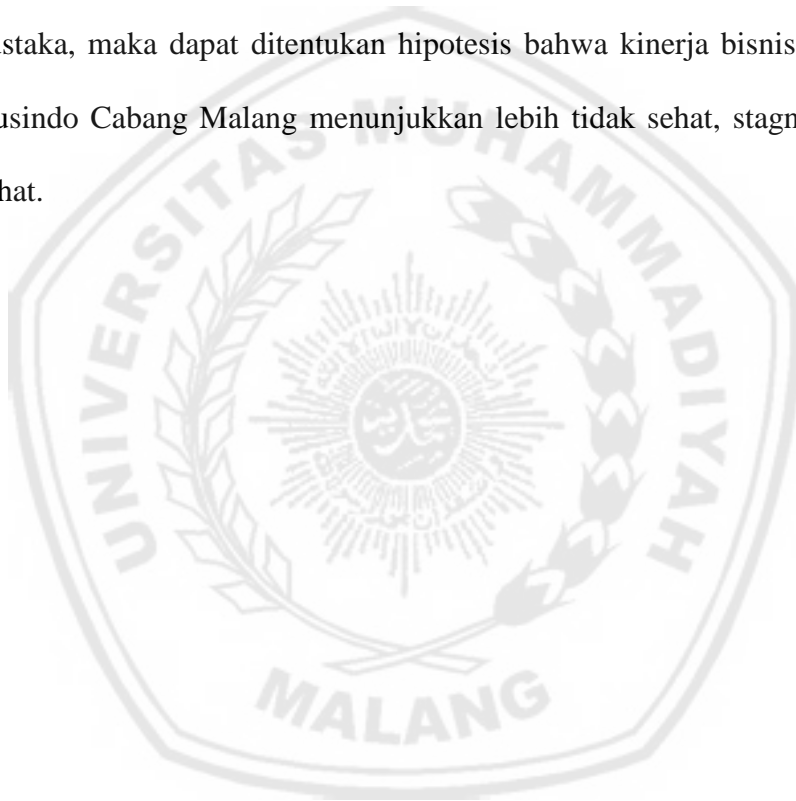 ustaka, maka dapat ditentukan hipotesis bahwa kinerja bisnis
usindo Cabang Malang menunjukkan lebih tidak sehat, stagn
hat.
UNIVERSITAS MUHAMMADIYAH
MALANG